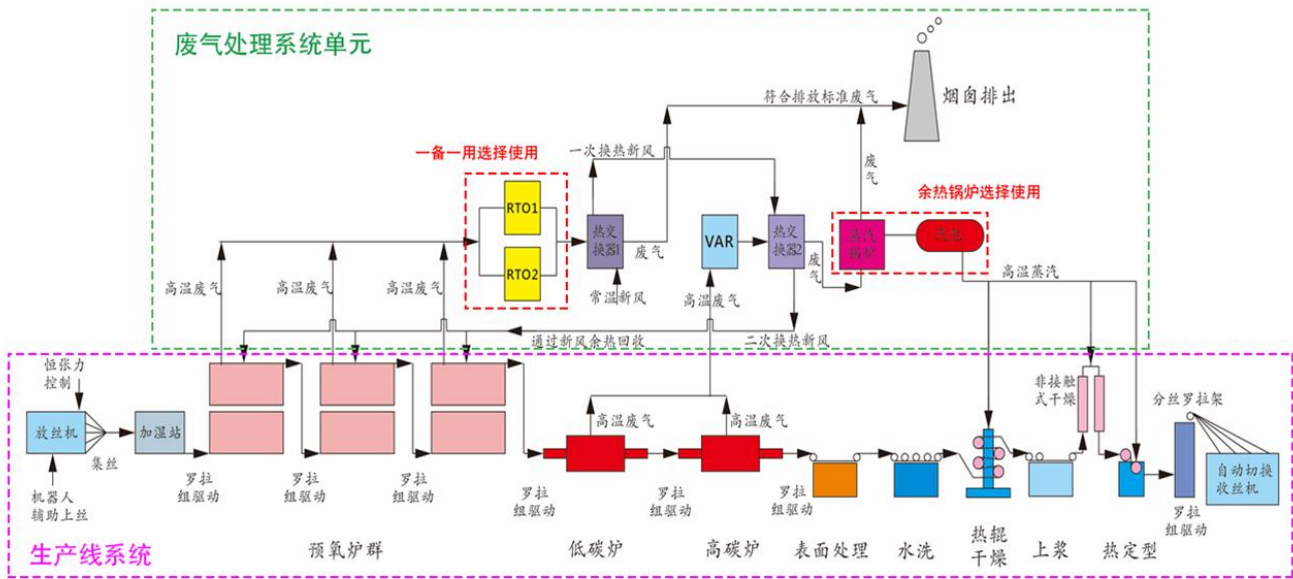 废气处理系统单元
符合排放标准废气
烟囱排出
一备一用选择使用
一次换热新风
废气
余热锅炉选择使用
RTO1
RTO2
热交
换器1
废气
VAR
热交
换器2
废气
蒸汽
锅炉
汽包
高温废气
高温废气
高温废气
常温新风
高温废气
高温蒸汽
通过新风余热回收
二次换热新风
恒张力
控制
放丝机
集丝
加湿站
机器人
辅助上丝
罗拉
组驱动
罗拉
组驱动
罗拉
组驱动
高温废气
高温废气
罗拉
组驱动
罗拉
组驱动
罗拉
组驱动
非接触
式干燥
分丝罗拉架
自动切换
收丝机
罗拉
组驱动
生产线系统
预氧炉群
低碳炉
高碳炉
表面处理
水洗
热辊
干燥
上浆
热定型